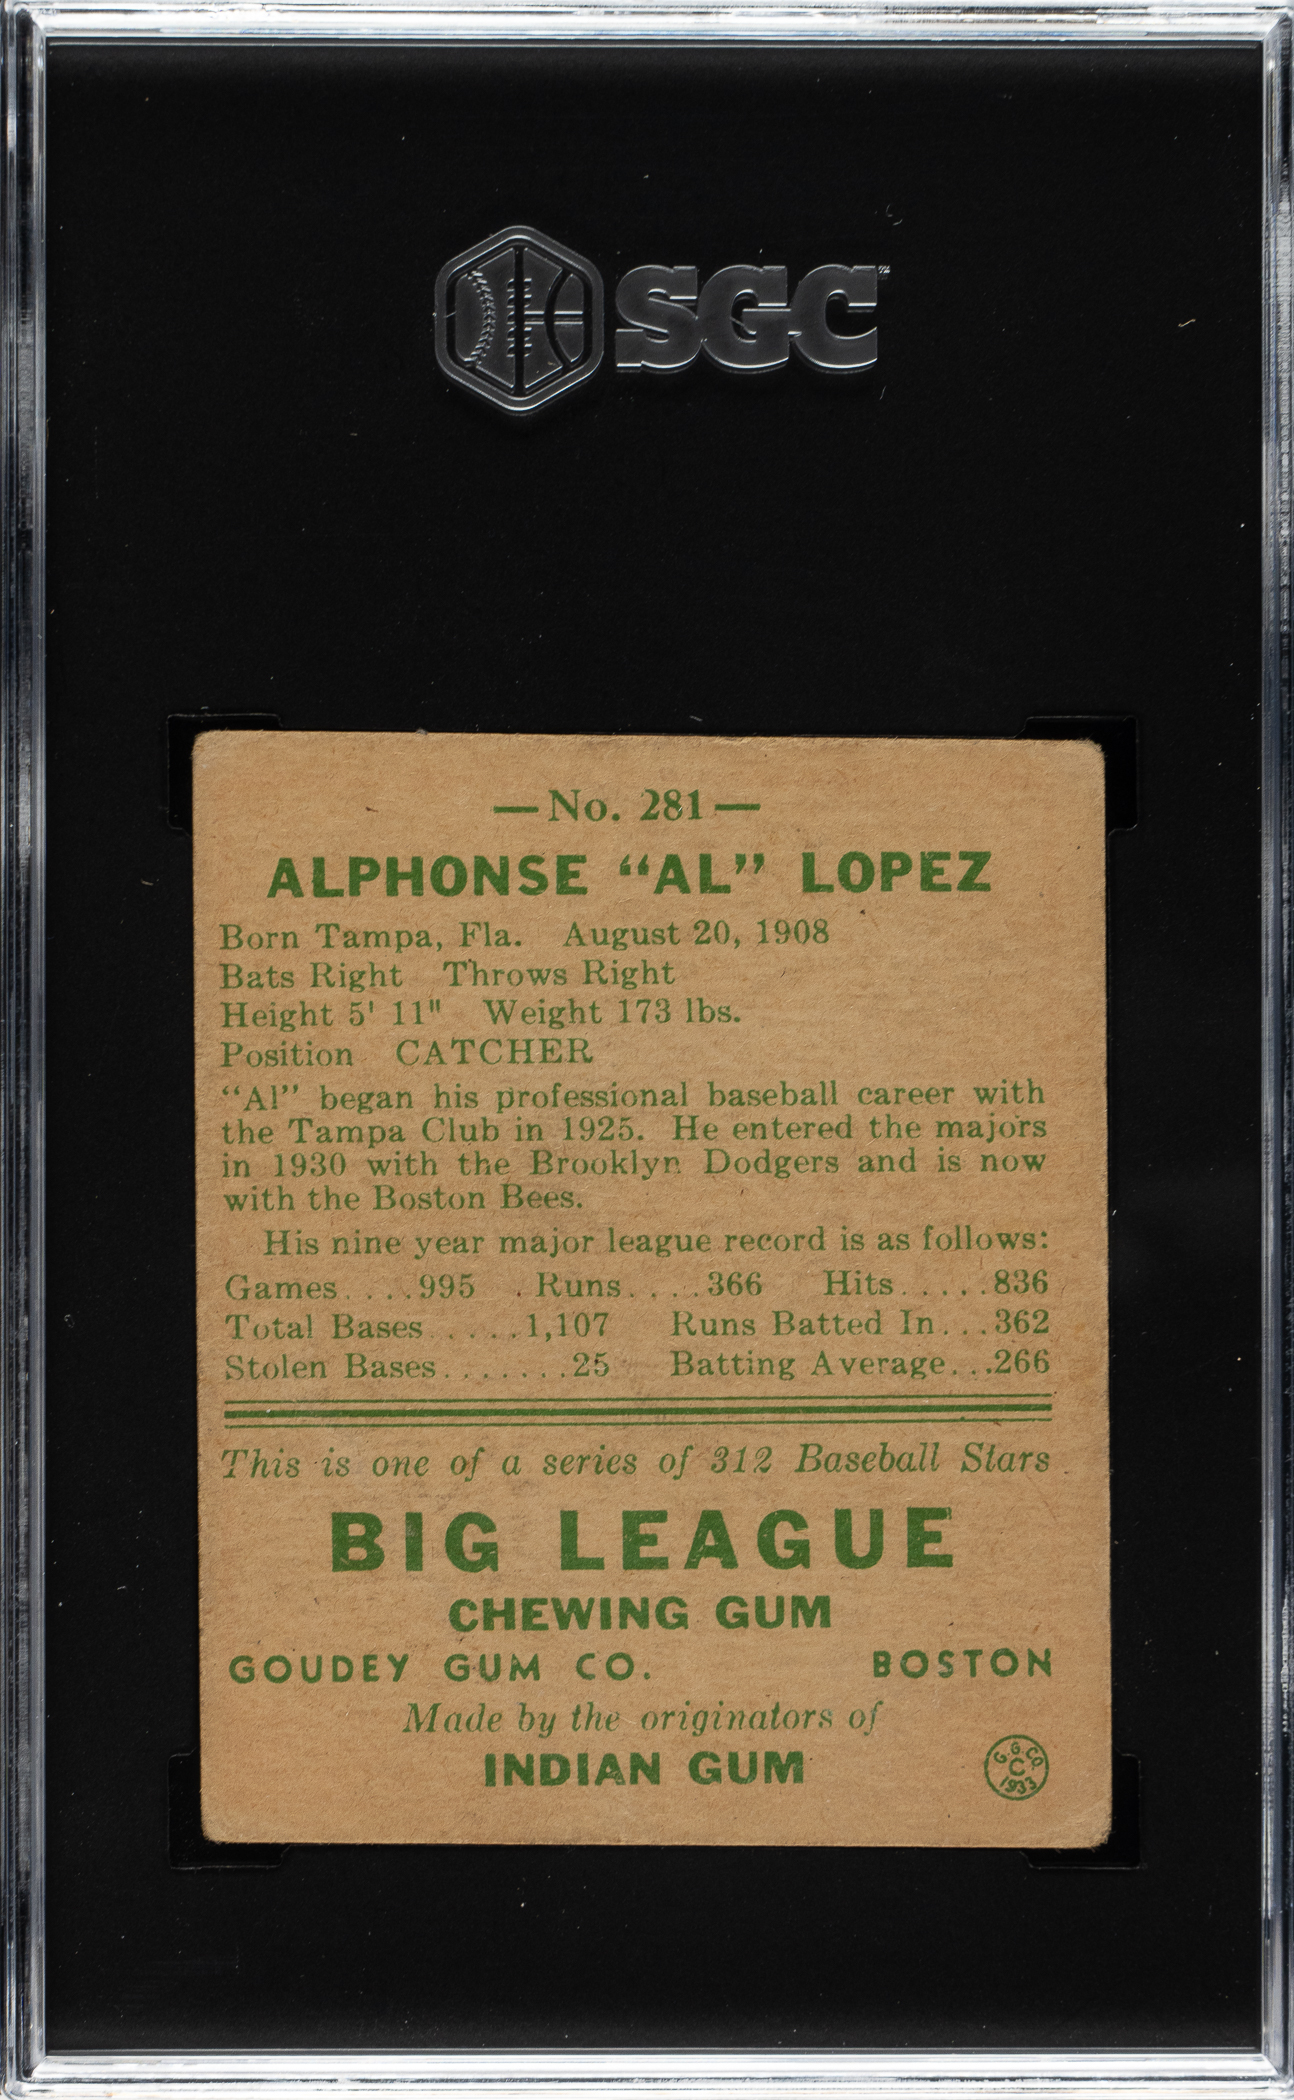 SGC
—No. 281—
ALPHONSE “AL” LOPEZ
Born Tampa, Fla. August 20, 1908
Bats Right Throws Right
Height 5' 11" Weight 173 lbs.
Position CATCHER
“Al” began his professional baseball career with
the Tampa Club in 1925. He entered the majors
in 1930 with the Brooklyn Dodgers and is now
with the Boston Bees.
His nine year major league record is as follows:
Games....995 . Runs....366 Hits.....836
Total Bases.....1,107 Runs Batted In...362
Stolen Bases.......25 Batting Average...266
This is one of a series of 312 Baseball Stars
BIG LEAGUE
CHEWING GUM
GOUDEY GUM CO. BOSTON
Made by the originators of
INDIAN GUM
G. G. CO.
C
1933